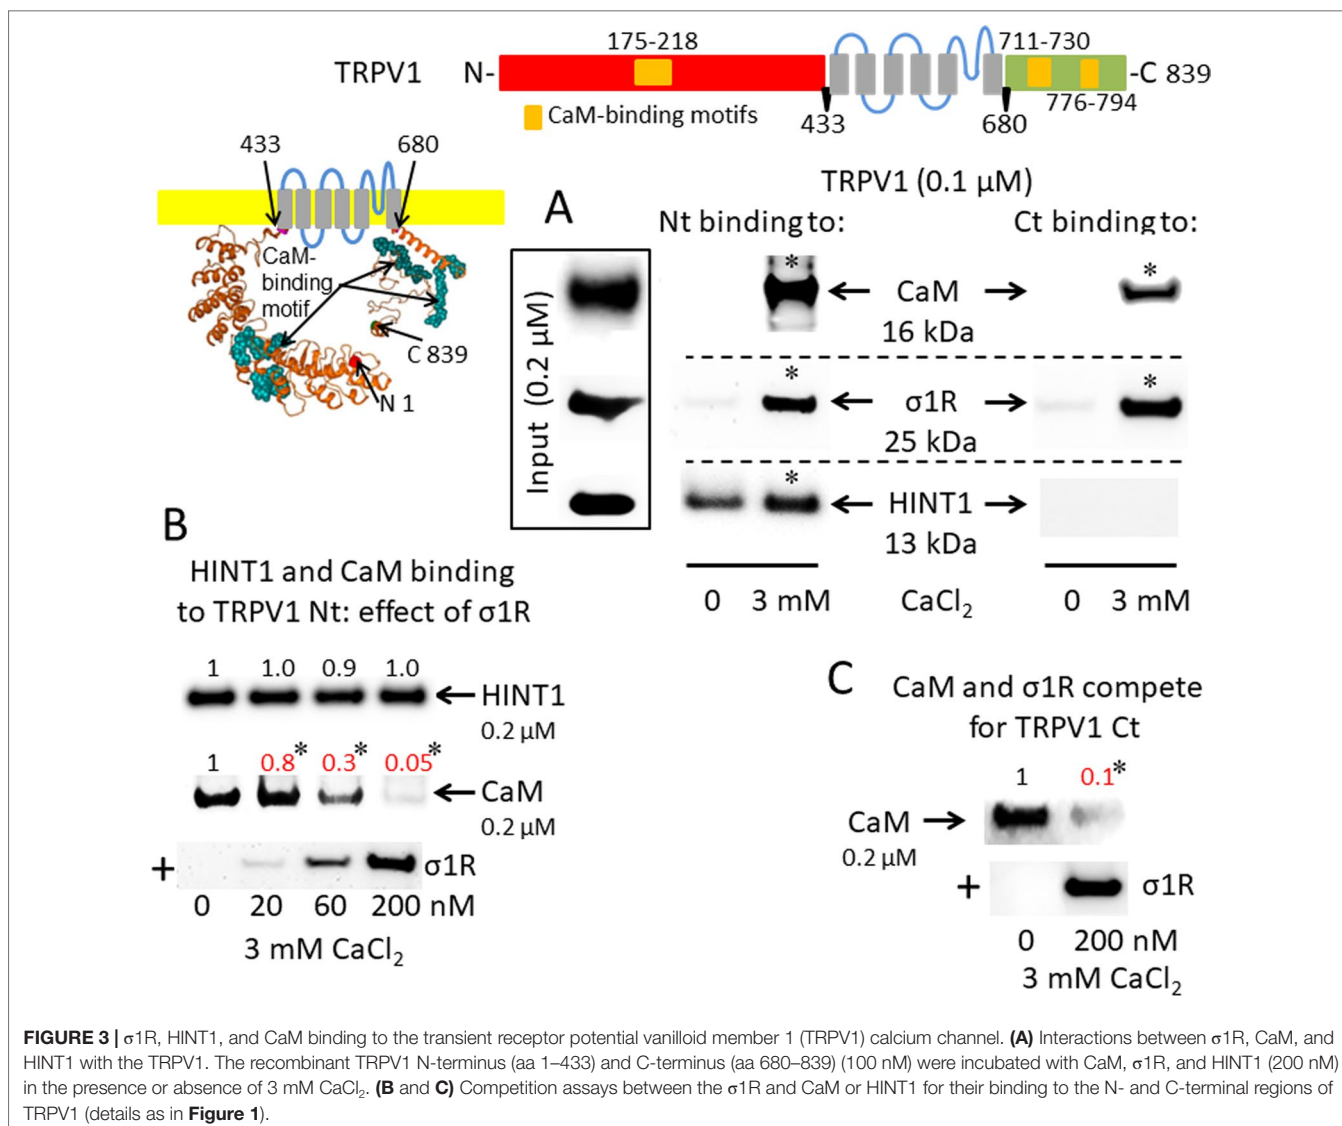 TRPV1 N- 175-218 711-730 -C 839
CaM-binding motifs 433 680 776-794
433 680
CaM-
binding
motif
C 839
N 1
A
TRPV1 (0.1 µM)
Nt binding to: Ct binding to:
Input (0.2 µM)
* CaM *
16 kDa
* σ1R *
25 kDa
* HINT1
13 kDa
0 3 mM CaCl₂ 0 3 mM
B
HINT1 and CaM binding
to TRPV1 Nt: effect of σ1R
1 1.0 0.9 1.0
HINT1
0.2 µM
1 0.8* 0.3* 0.05*
CaM
0.2 µM
+ σ1R
0 20 60 200 nM
3 mM CaCl₂
C
CaM and σ1R compete
for TRPV1 Ct
1 0.1*
CaM
0.2 µM
+ σ1R
0 200 nM
3 mM CaCl₂
FIGURE 3 | σ1R, HINT1, and CaM binding to the transient receptor potential vanilloid member 1 (TRPV1) calcium channel. (A) Interactions between σ1R, CaM, and
HINT1 with the TRPV1. The recombinant TRPV1 N-terminus (aa 1–433) and C-terminus (aa 680–839) (100 nM) were incubated with CaM, σ1R, and HINT1 (200 nM)
in the presence or absence of 3 mM CaCl₂. (B and C) Competition assays between the σ1R and CaM or HINT1 for their binding to the N- and C-terminal regions of
TRPV1 (details as in Figure 1).